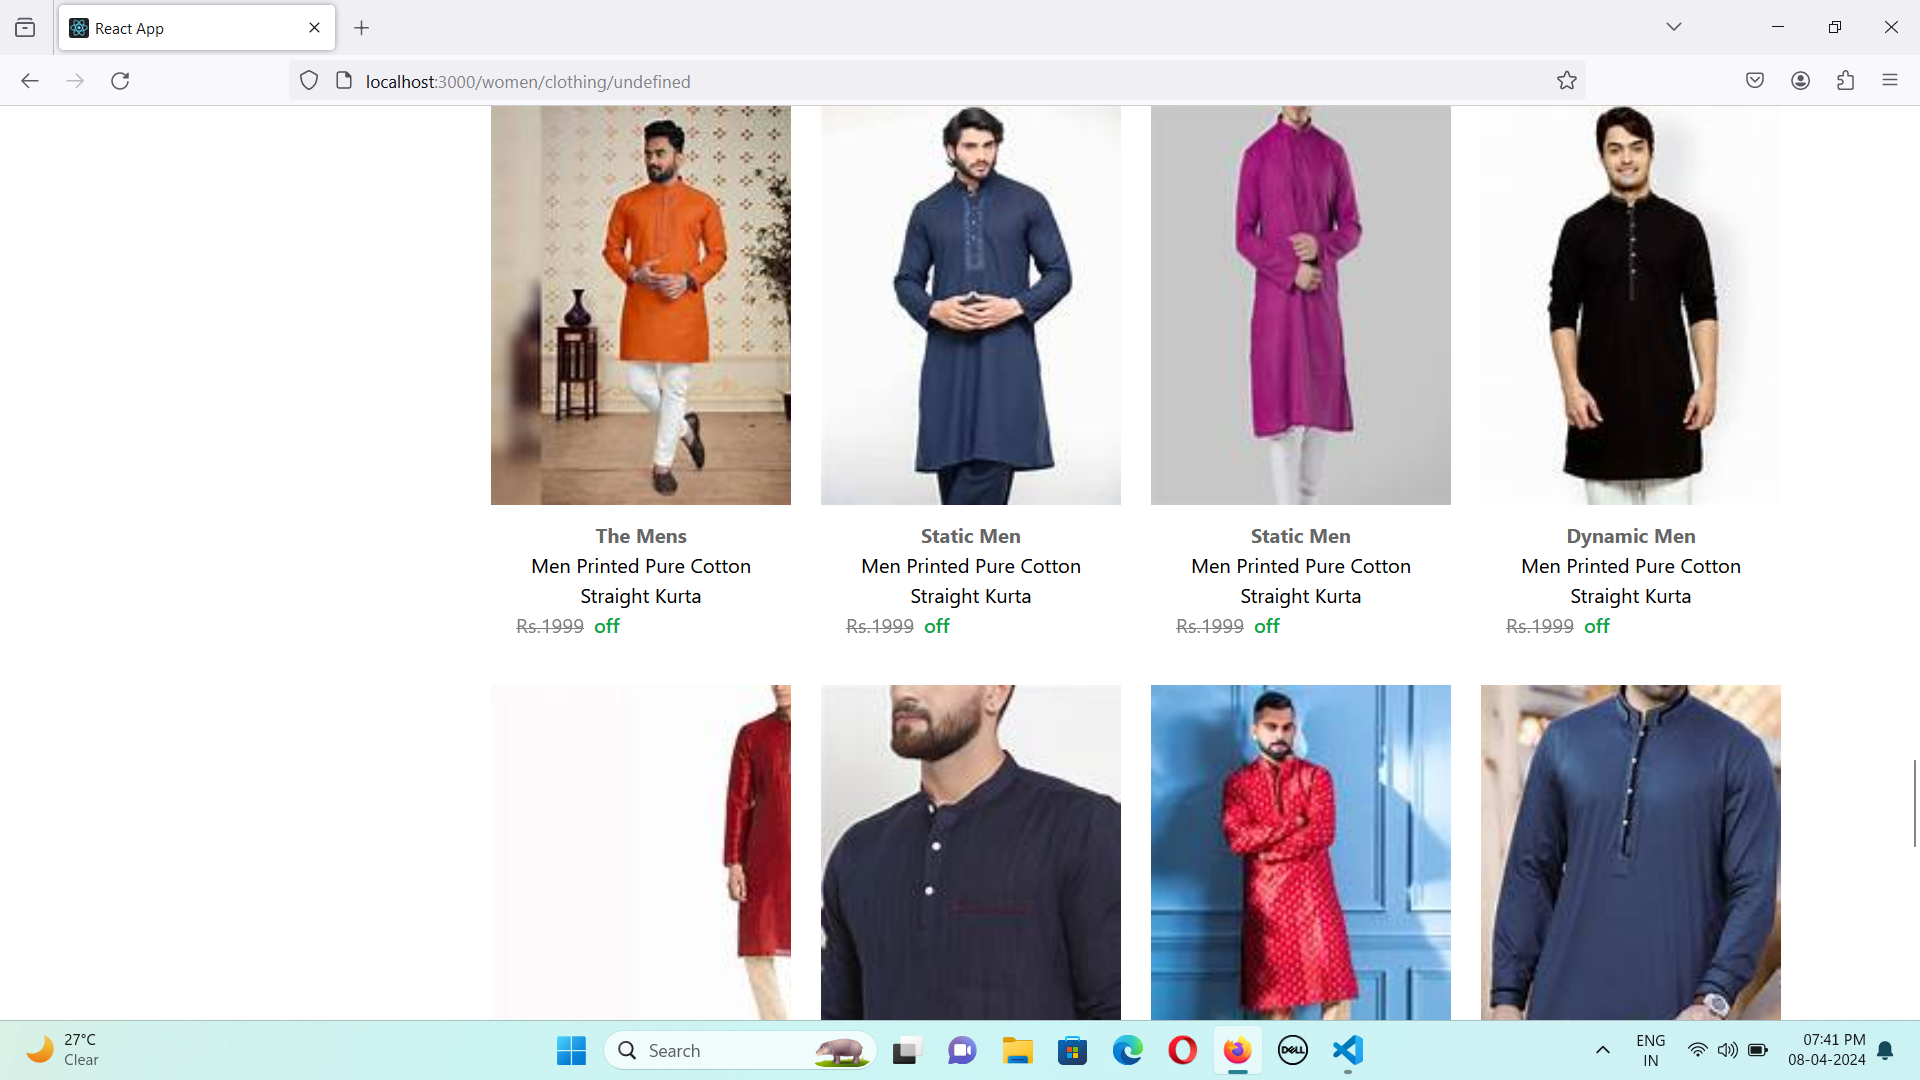 React App
localhost:3000/women/clothing/undefined
The Mens
Men Printed Pure Cotton
Straight Kurta
Rs.1999 off
Static Men
Men Printed Pure Cotton
Straight Kurta
Rs.1999 off
Static Men
Men Printed Pure Cotton
Straight Kurta
Rs.1999 off
Dynamic Men
Men Printed Pure Cotton
Straight Kurta
Rs.1999 off
27°C
Clear
Search
DELL
ENG
IN
07:41 PM
08-04-2024